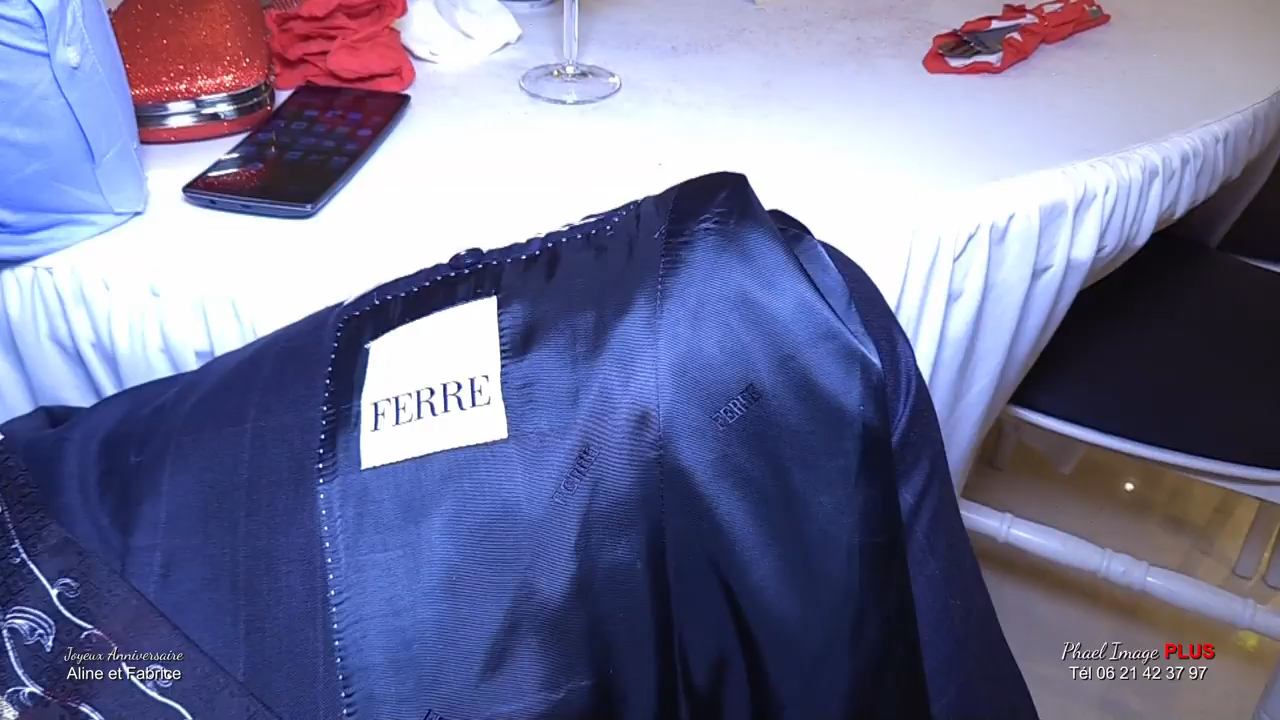 FERRE
FERRE
FERRE
Joyeux Anniversaire
Aline et Fabrice
Phael Image PLUS
Tél 06 21 42 37 97